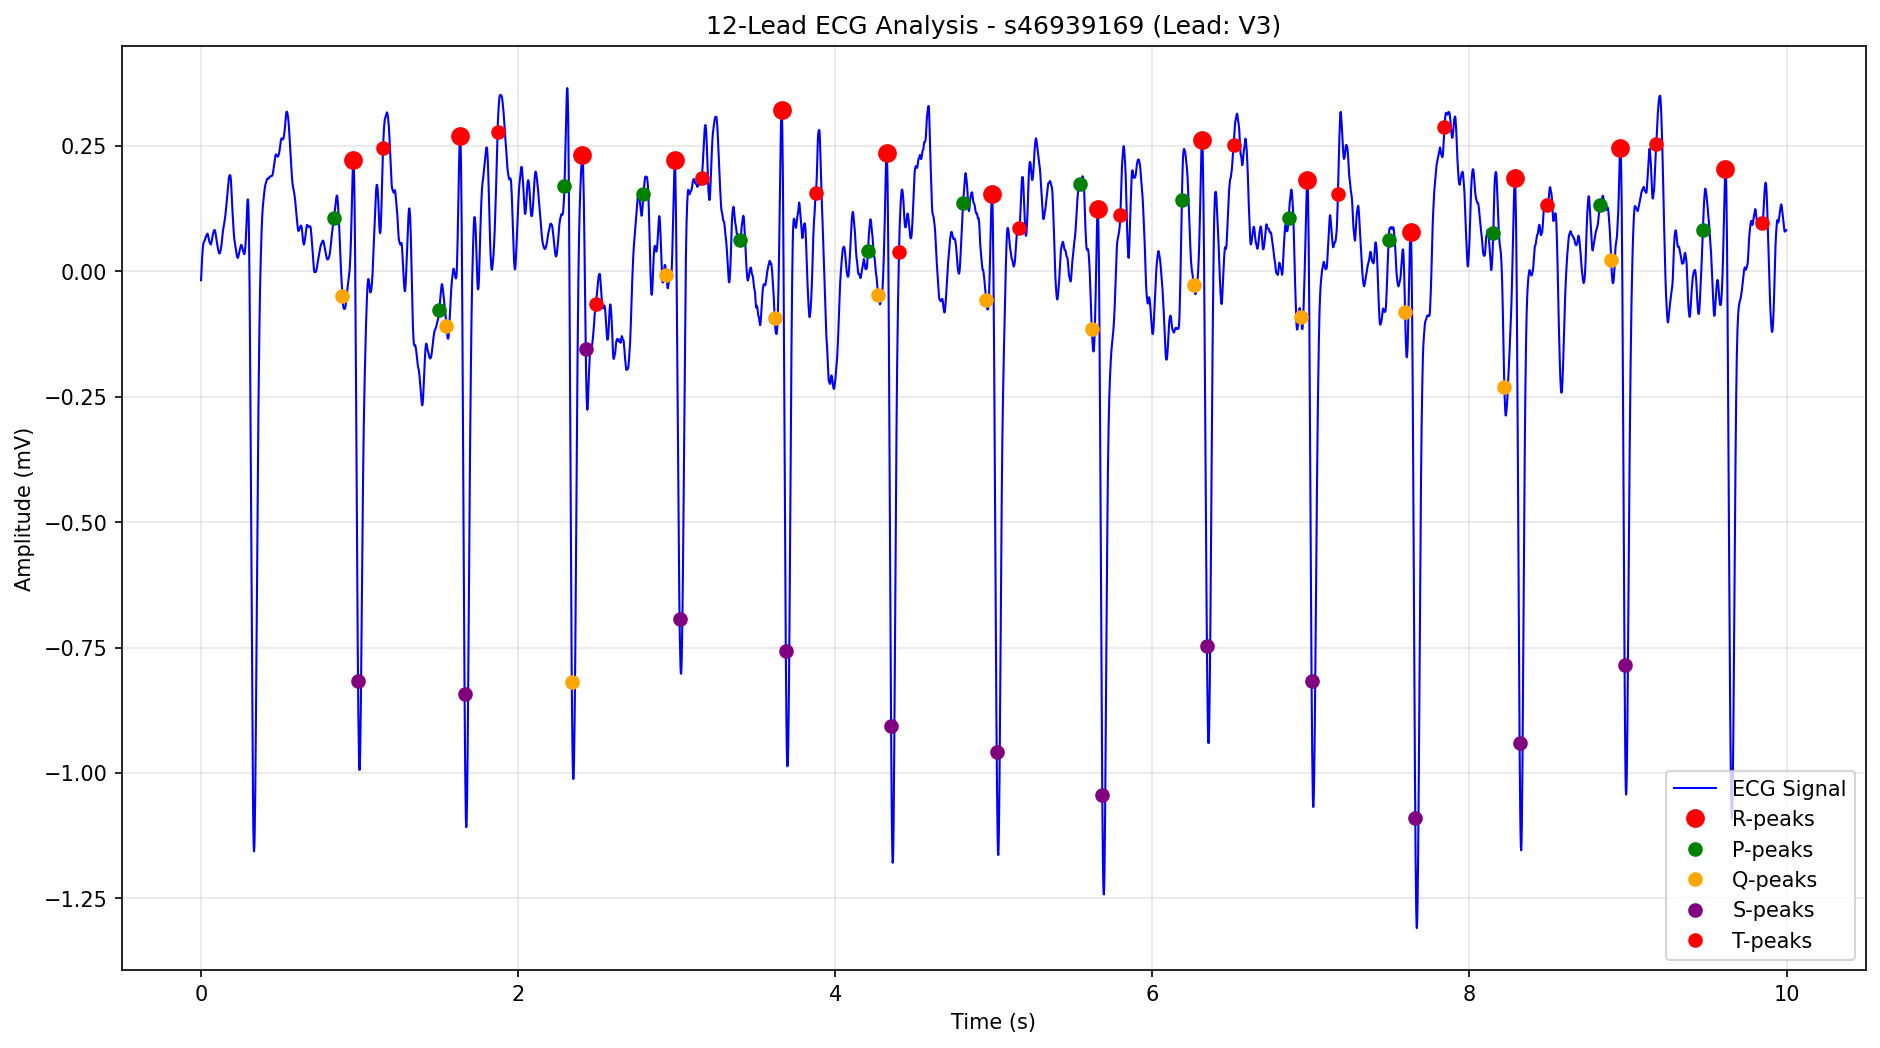 12-Lead ECG Analysis - s46939169 (Lead: V3)
Amplitude (mV)
0.25
0.00
−0.25
−0.50
−0.75
−1.00
−1.25
ECG Signal
R-peaks
P-peaks
Q-peaks
S-peaks
T-peaks
0 2 4 6 8 10
Time (s)